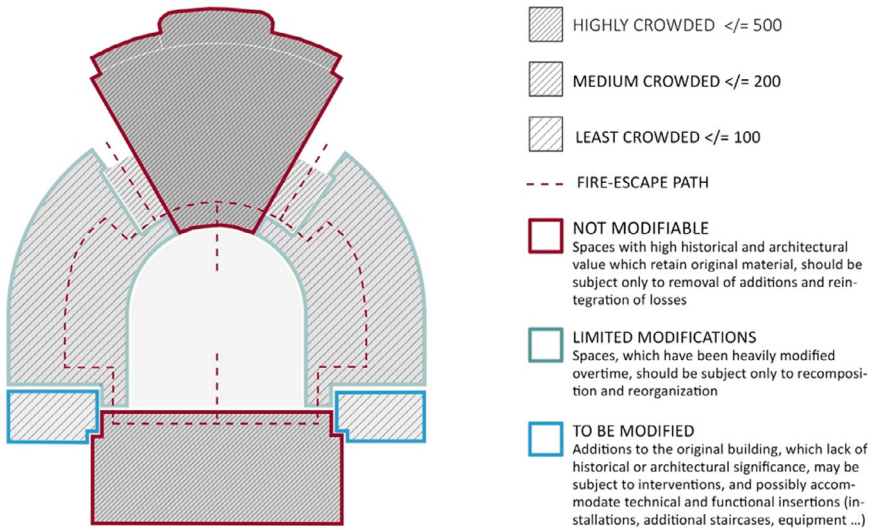 HIGHLY CROWDED </= 500
MEDIUM CROWDED </= 200
LEAST CROWDED </= 100
FIRE-ESCAPE PATH
NOT MODIFIABLE
Spaces with high historical and architectural
value which retain original material, should be
subject only to removal of additions and rein-
tegration of losses
LIMITED MODIFICATIONS
Spaces, which have been heavily modified
overtime, should be subject only to recomposi-
tion and reorganization
TO BE MODIFIED
Additions to the original building, which lack of
historical or architectural significance, may be
subject to interventions, and possibly accom-
modate technical and functional insertions (in-
stallations, additional staircases, equipment ...)